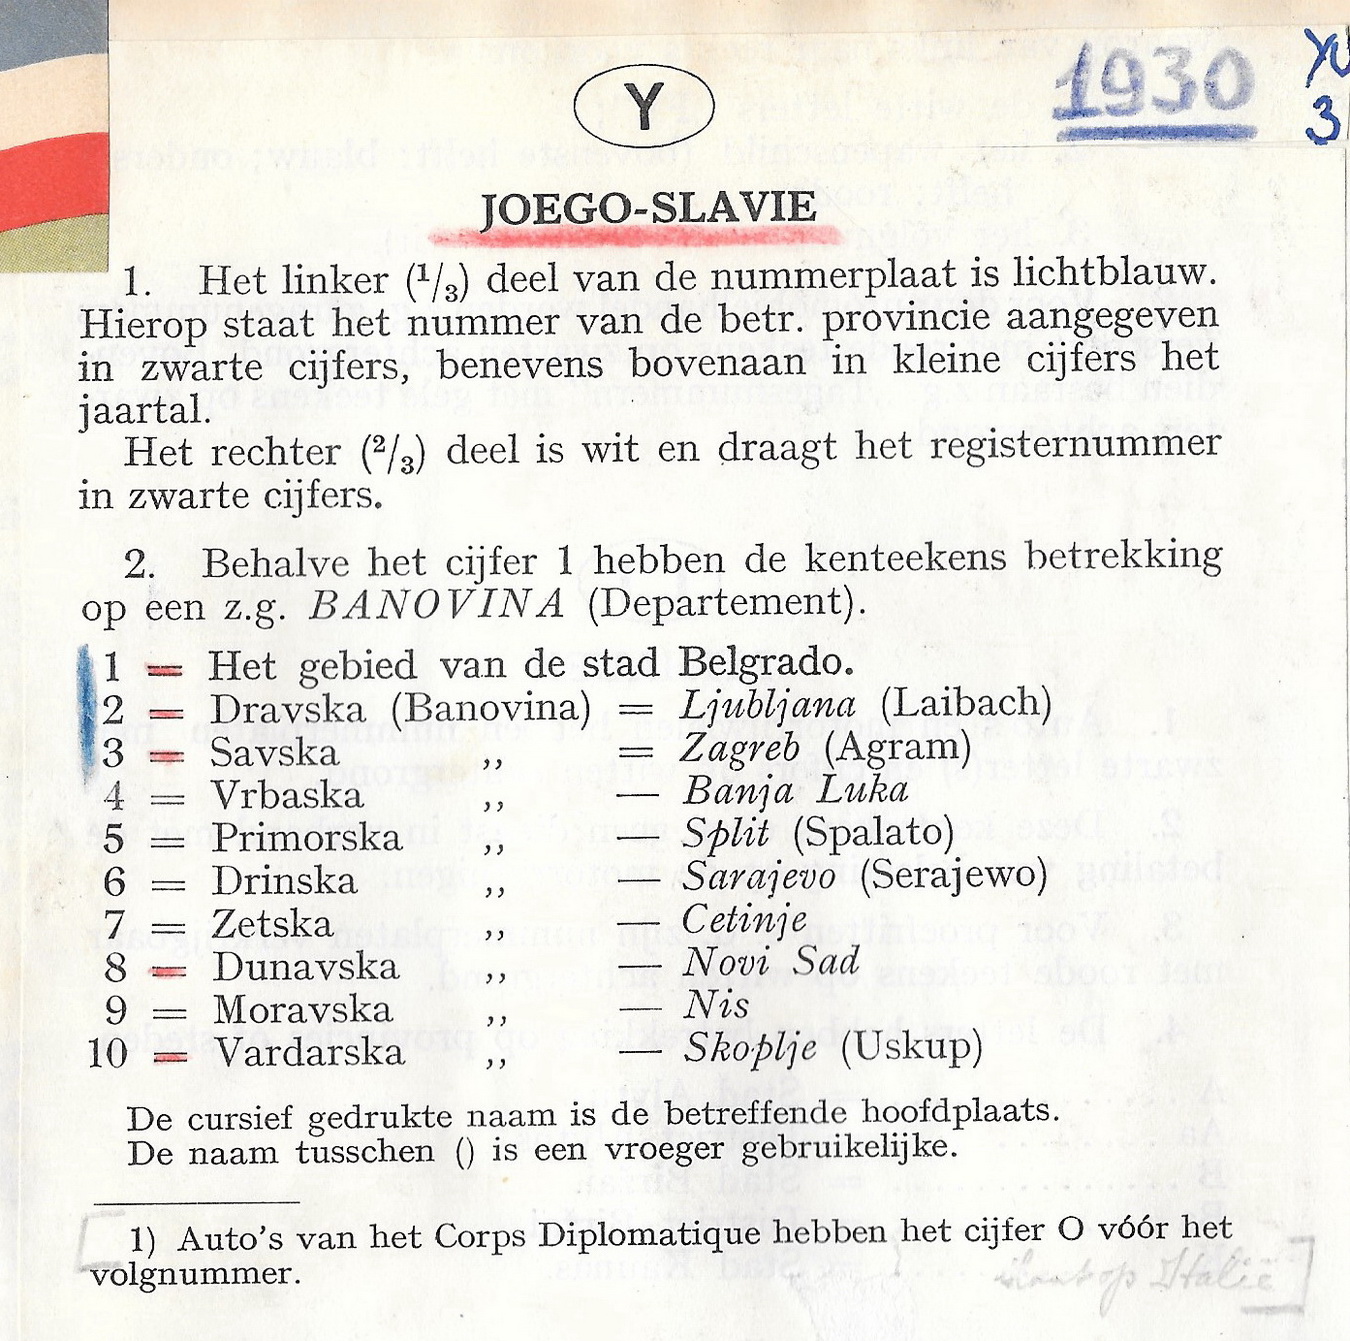 1930
YU
3
Y
JOEGO-SLAVIE
1. Het linker (1/3) deel van de nummerplaat is lichtblauw.
Hierop staat het nummer van de betr. provincie aangegeven
in zwarte cijfers, benevens bovenaan in kleine cijfers het
jaartal.
Het rechter (2/3) deel is wit en draagt het registernummer
in zwarte cijfers.
2. Behalve het cijfer 1 hebben de kenteekens betrekking
op een z.g. BANOVINA (Departement).
1 = Het gebied van de stad Belgrado.
2 = Dravska (Banovina) = Ljubljana (Laibach)
3 = Savska ,, = Zagreb (Agram)
4 = Vrbaska ,, — Banja Luka
5 = Primorska ,, — Split (Spalato)
6 = Drinska ,, — Sarajevo (Serajewo)
7 = Zetska ,, — Cetinje
8 = Dunavska ,, — Novi Sad
9 = Moravska ,, — Nis
10 = Vardarska ,, — Skoplje (Uskup)
De cursief gedrukte naam is de betreffende hoofdplaats.
De naam tusschen () is een vroeger gebruikelijke.
1) Auto's van het Corps Diplomatique hebben het cijfer O vóór het
volgnummer.
op Italië